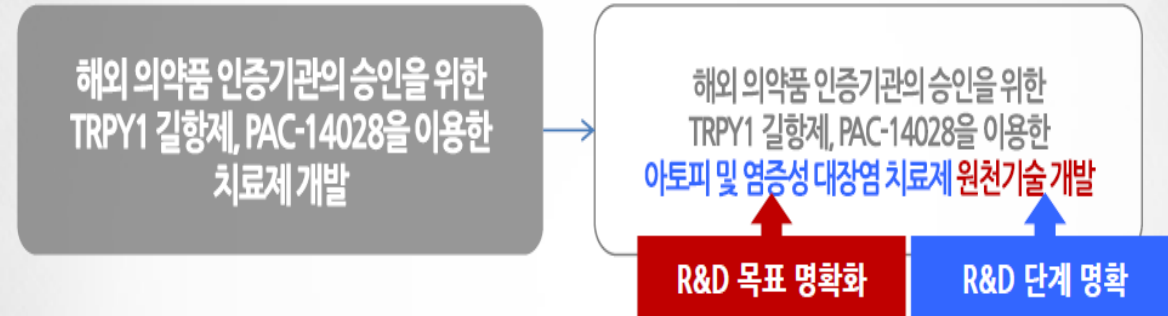 해외 의약품 인증기관의 승인을 위한
TRPY1 길항제, PAC-14028을 이용한
치료제 개발
해외 의약품 인증기관의 승인을 위한
TRPY1 길항제, PAC-14028을 이용한
아토피 및 염증성 대장염 치료제 원천기술 개발
R&D 목표 명확화
R&D 단계 명확